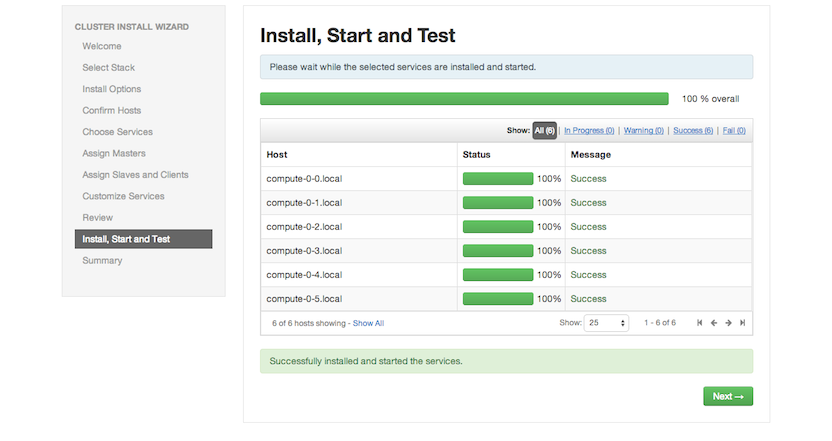 CLUSTER INSTALL WIZARD
Welcome
Select Stack
Install Options
Confirm Hosts
Choose Services
Assign Masters
Assign Slaves and Clients
Customize Services
Review
Install, Start and Test
Summary
Install, Start and Test
Please wait while the selected services are installed and started.
100 % overall
Show: All (6) | In Progress (0) | Warning (0) | Success (6) | Fail (0)
Host Status Message
compute-0-0.local 100% Success
compute-0-1.local 100% Success
compute-0-2.local 100% Success
compute-0-3.local 100% Success
compute-0-4.local 100% Success
compute-0-5.local 100% Success
6 of 6 hosts showing - Show All Show: 25 1 - 6 of 6
Successfully installed and started the services.
Next →